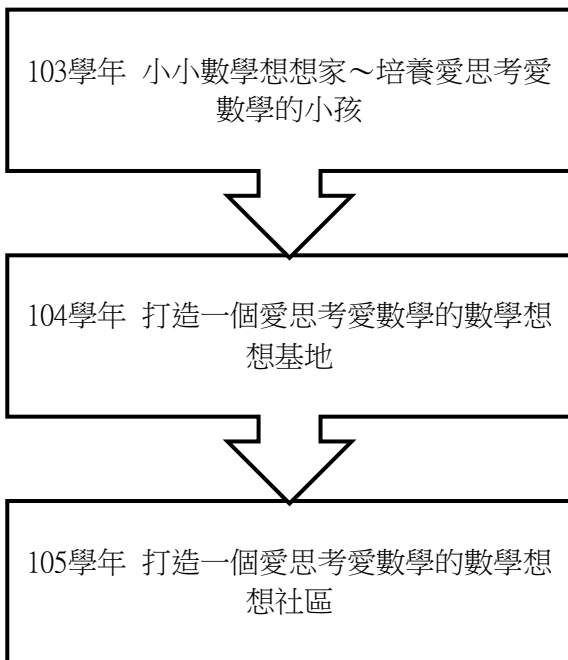 103學年 小小數學想想家～培養愛思考愛
數學的小孩
104學年 打造一個愛思考愛數學的數學想
想基地
105學年 打造一個愛思考愛數學的數學想
想社區